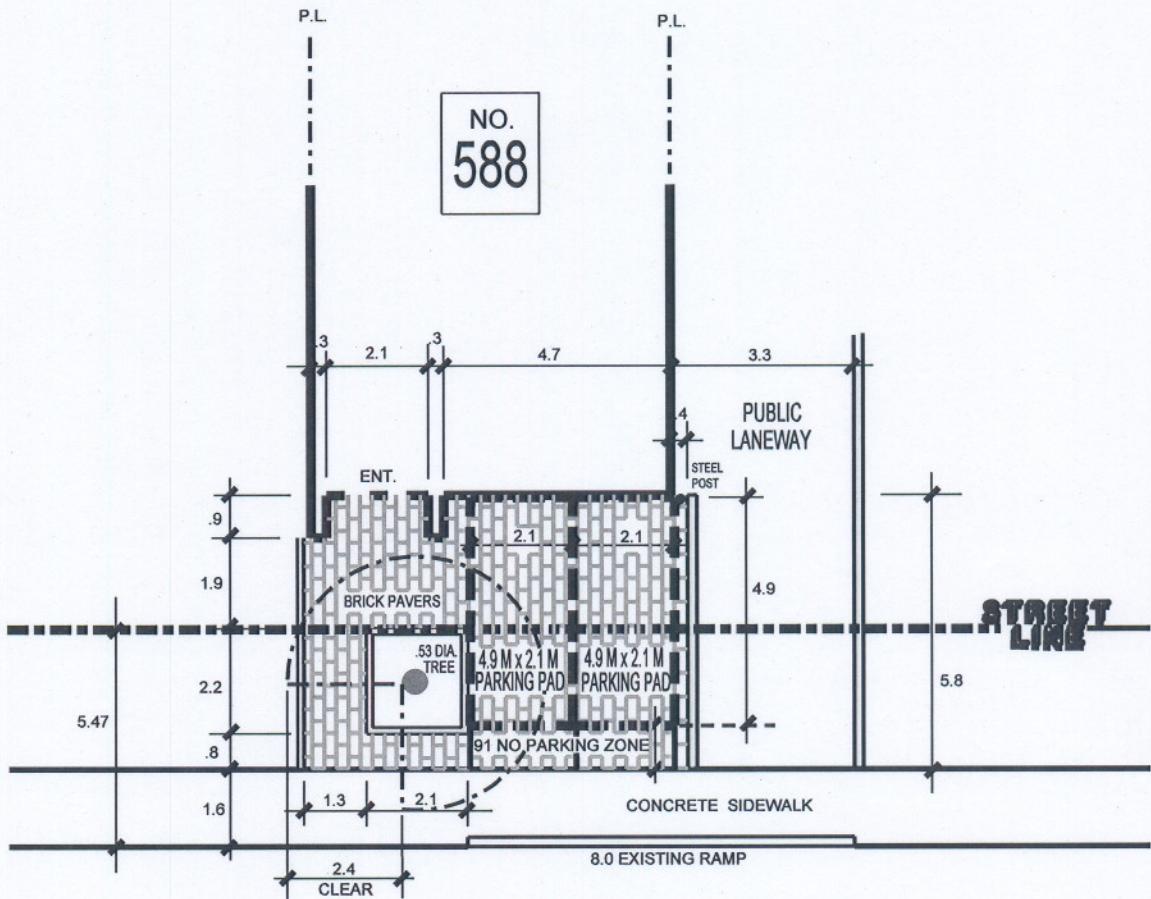 P.L.
P.L.
NO.
588
.3
2.1
.3
4.7
3.3
.4
PUBLIC
LANEWAY
STEEL
POST
ENT.
.9
2.1
2.1
1.9
4.9
BRICK PAVERS
STREET
LINE
.53 DIA.
TREE
4.9 M x 2.1 M
PARKING PAD
4.9 M x 2.1 M
PARKING PAD
2.2
5.8
5.47
.91 NO PARKING ZONE
.8
1.6
1.3
2.1
CONCRETE SIDEWALK
8.0 EXISTING RAMP
2.4
CLEAR